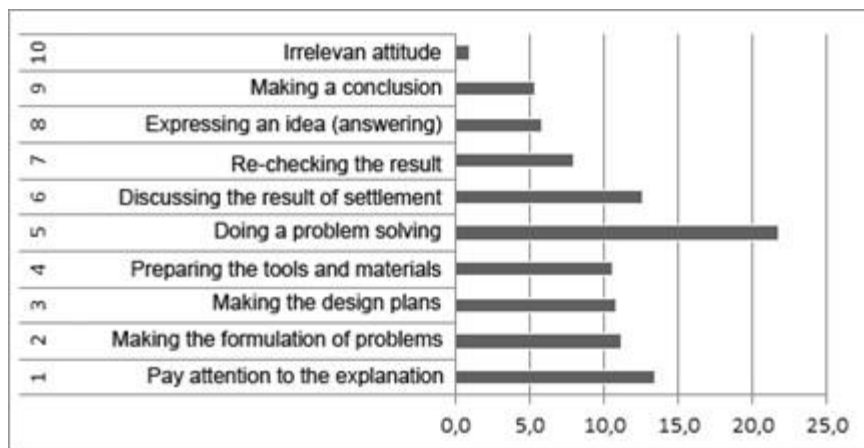 10 Irrelevan attitude
9 Making a conclusion
8 Expressing an idea (answering)
7 Re-checking the result
6 Discussing the result of settlement
5 Doing a problem solving
4 Preparing the tools and materials
3 Making the design plans
2 Making the formulation of problems
1 Pay attention to the explanation
0,0 5,0 10,0 15,0 20,0 25,0